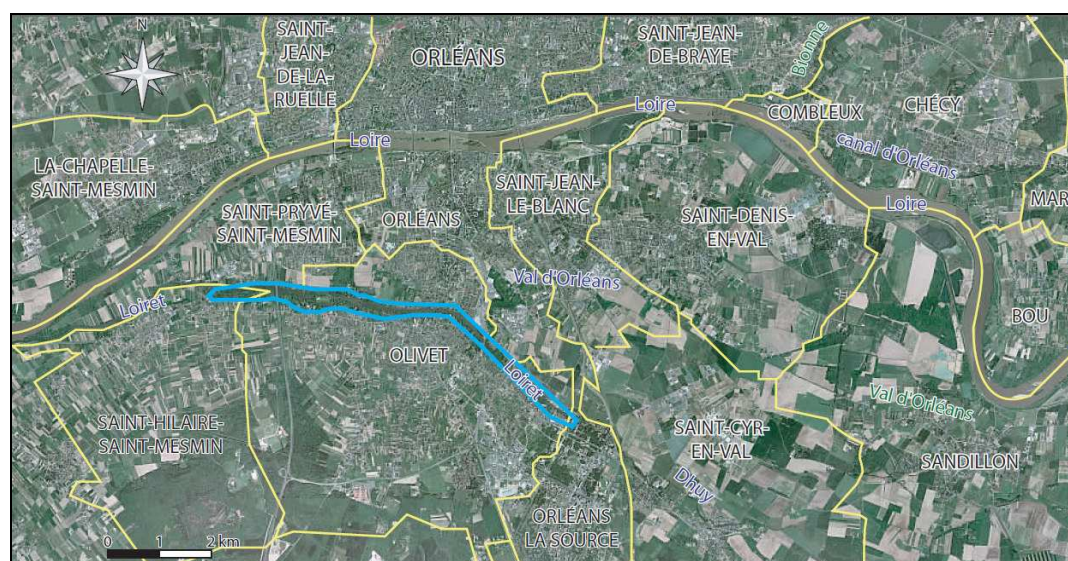 N
SAINT-
JEAN-
DE-LA-
RUELLE
ORLÉANS
SAINT-JEAN-
DE-BRAYE
Bionne
Loire
COMBLEUX
CHÉCY
Loire
canal d'Orléans
LA-CHAPELLE-
SAINT-MESMIN
SAINT-PRYVÉ-
SAINT-MESMIN
ORLÉANS
SAINT-JEAN-
LE-BLANC
SAINT-DENIS-
EN-VAL
Loire
MAR
Val d'Orléans
Loiret
BOU
OLIVET
Loiret
Val d'Orléans
SAINT-HILAIRE-
SAINT-MESMIN
SAINT-CYR-
EN-VAL
SANDILLON
Dhuy
ORLÉANS
LA SOURCE
0 1 2 km